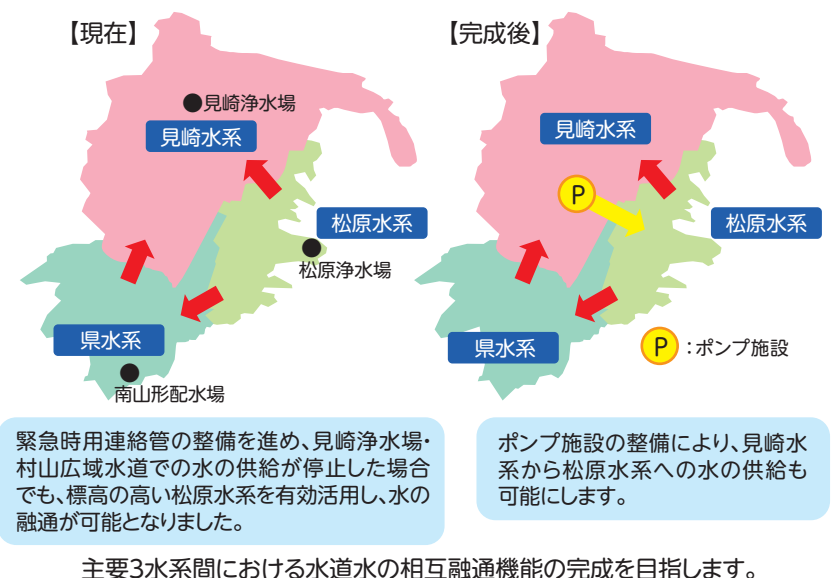 【現在】
見崎浄水場
見崎水系
松原水系
松原浄水場
県水系
南山形配水場
緊急時用連絡管の整備を進め、見崎浄水場・
村山広域水道での水の供給が停止した場合
でも、標高の高い松原水系を有効活用し、水の
融通が可能となりました。
【完成後】
見崎水系
P
松原水系
県水系
P：ポンプ施設
ポンプ施設の整備により、見崎水
系から松原水系への水の供給も
可能にします。
主要3水系間における水道水の相互融通機能の完成を目指します。